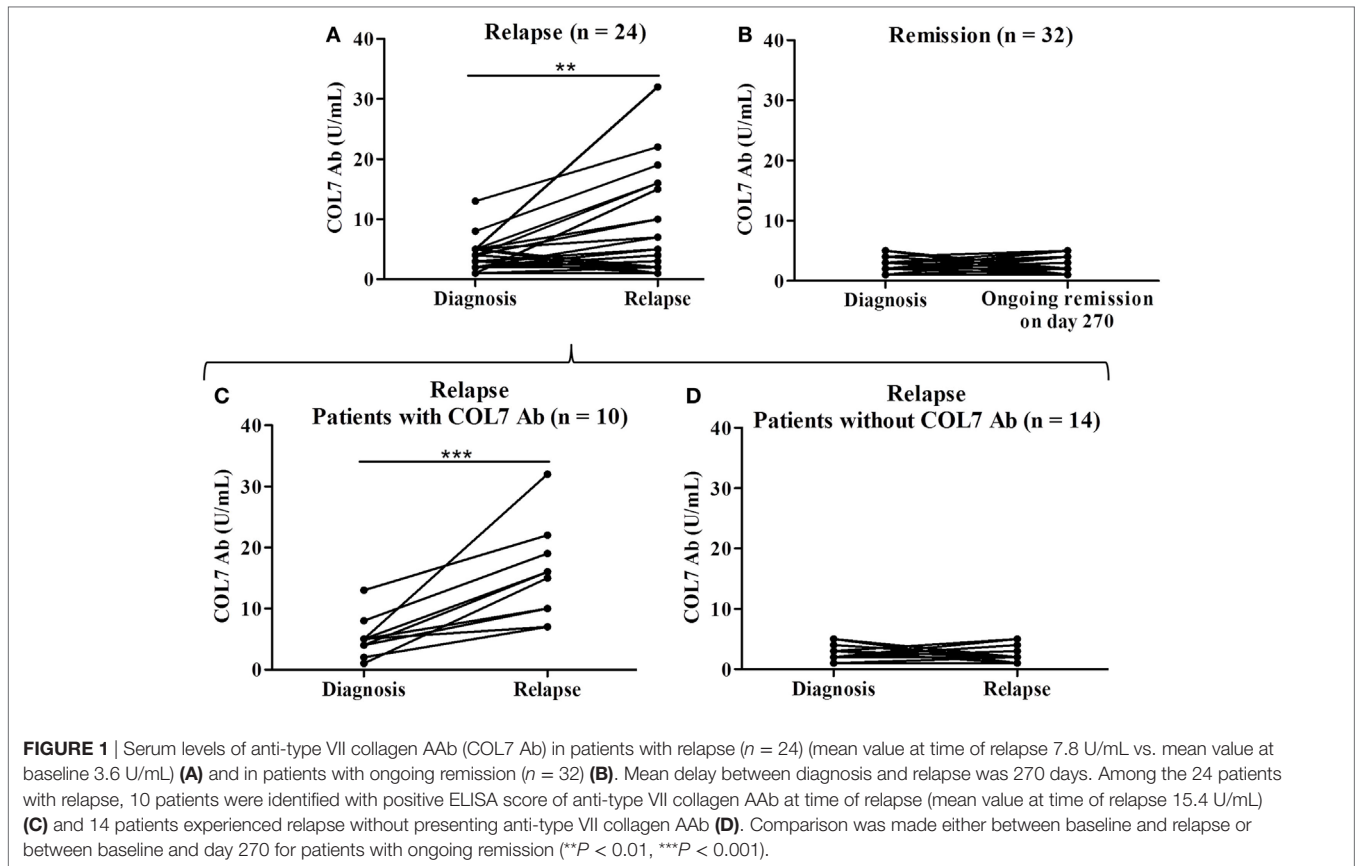 A
Relapse (n = 24)
**
COL7 Ab (U/mL)
40
30
20
10
0
Diagnosis
Relapse
B
Remission (n = 32)
COL7 Ab (U/mL)
40
30
20
10
0
Diagnosis
Ongoing remission
on day 270
C
Relapse
Patients with COL7 Ab (n = 10)
***
COL7 Ab (U/mL)
40
30
20
10
0
Diagnosis
Relapse
D
Relapse
Patients without COL7 Ab (n = 14)
COL7 Ab (U/mL)
40
30
20
10
0
Diagnosis
Relapse
FIGURE 1 | Serum levels of anti-type VII collagen AAb (COL7 Ab) in patients with relapse (n = 24) (mean value at time of relapse 7.8 U/mL vs. mean value at
baseline 3.6 U/mL) (A) and in patients with ongoing remission (n = 32) (B). Mean delay between diagnosis and relapse was 270 days. Among the 24 patients
with relapse, 10 patients were identified with positive ELISA score of anti-type VII collagen AAb at time of relapse (mean value at time of relapse 15.4 U/mL)
(C) and 14 patients experienced relapse without presenting anti-type VII collagen AAb (D). Comparison was made either between baseline and relapse or
between baseline and day 270 for patients with ongoing remission (**P < 0.01, ***P < 0.001).